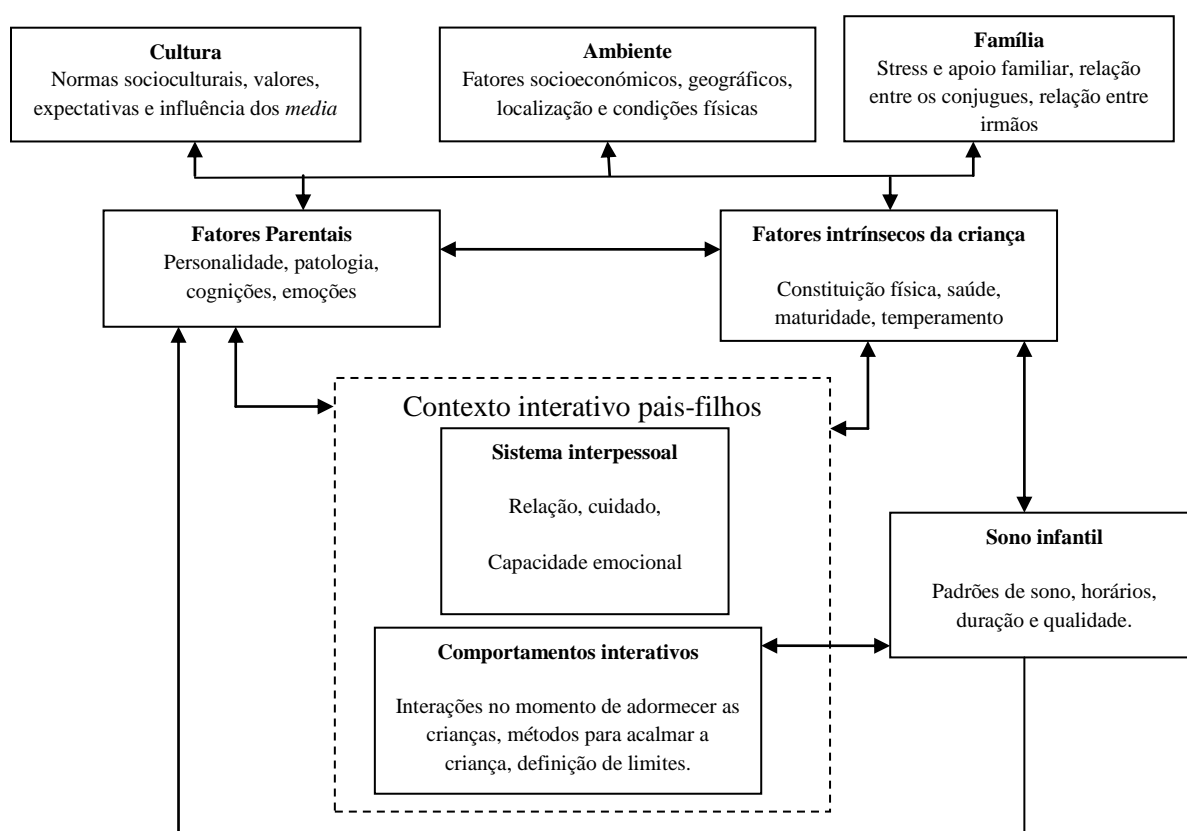 Cultura
Normas socioculturais, valores,
expectativas e influência dos media
Ambiente
Fatores socioeconómicos, geográficos,
localização e condições físicas
Família
Stress e apoio familiar, relação
entre os conjugues, relação entre
irmãos
Fatores Parentais
Personalidade, patologia,
cognições, emoções
Fatores intrínsecos da criança
Constituição física, saúde,
maturidade, temperamento
Contexto interativo pais-filhos
Sistema interpessoal
Relação, cuidado,
Capacidade emocional
Sono infantil
Padrões de sono, horários,
duração e qualidade.
Comportamentos interativos
Interações no momento de adormecer as
crianças, métodos para acalmar a
criança, definição de limites.